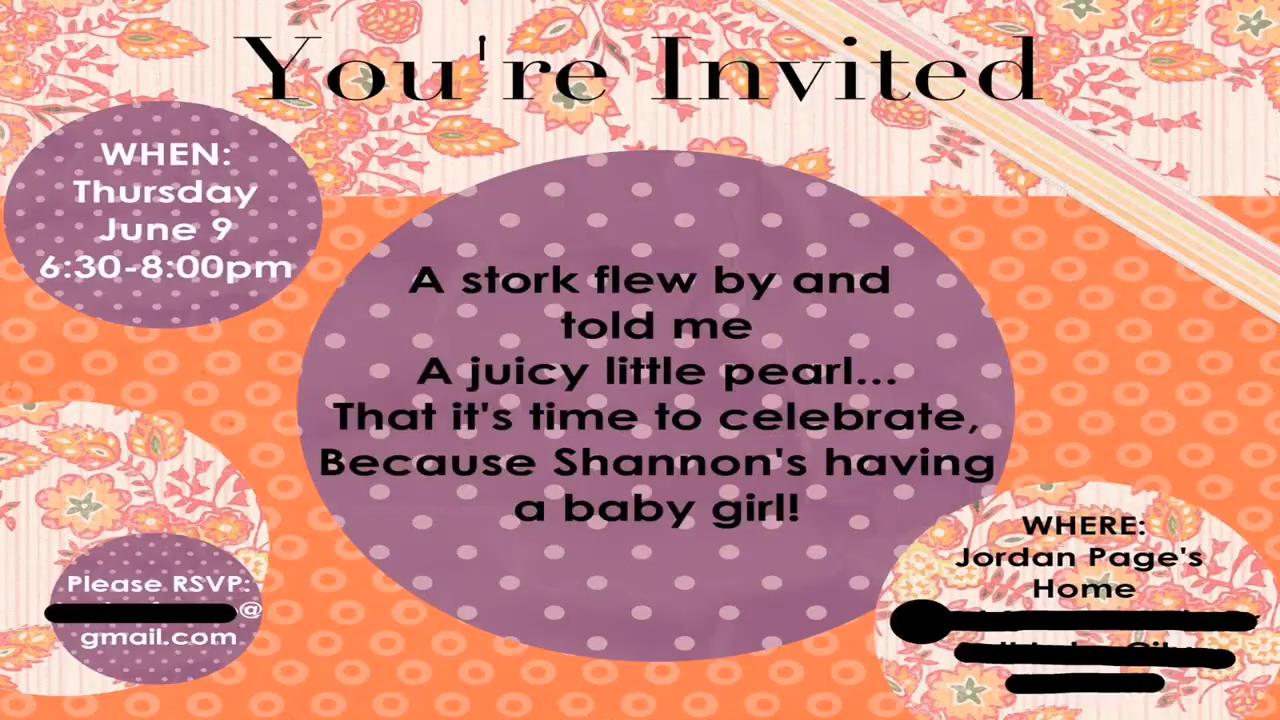 You're Invited
WHEN:
Thursday
June 9
6:30-8:00pm
A stork flew by and
told me
A juicy little pearl...
That it's time to celebrate,
Because Shannon's having
a baby girl!
Please RSVP:
@
gmail.com
WHERE:
Jordan Page's
Home